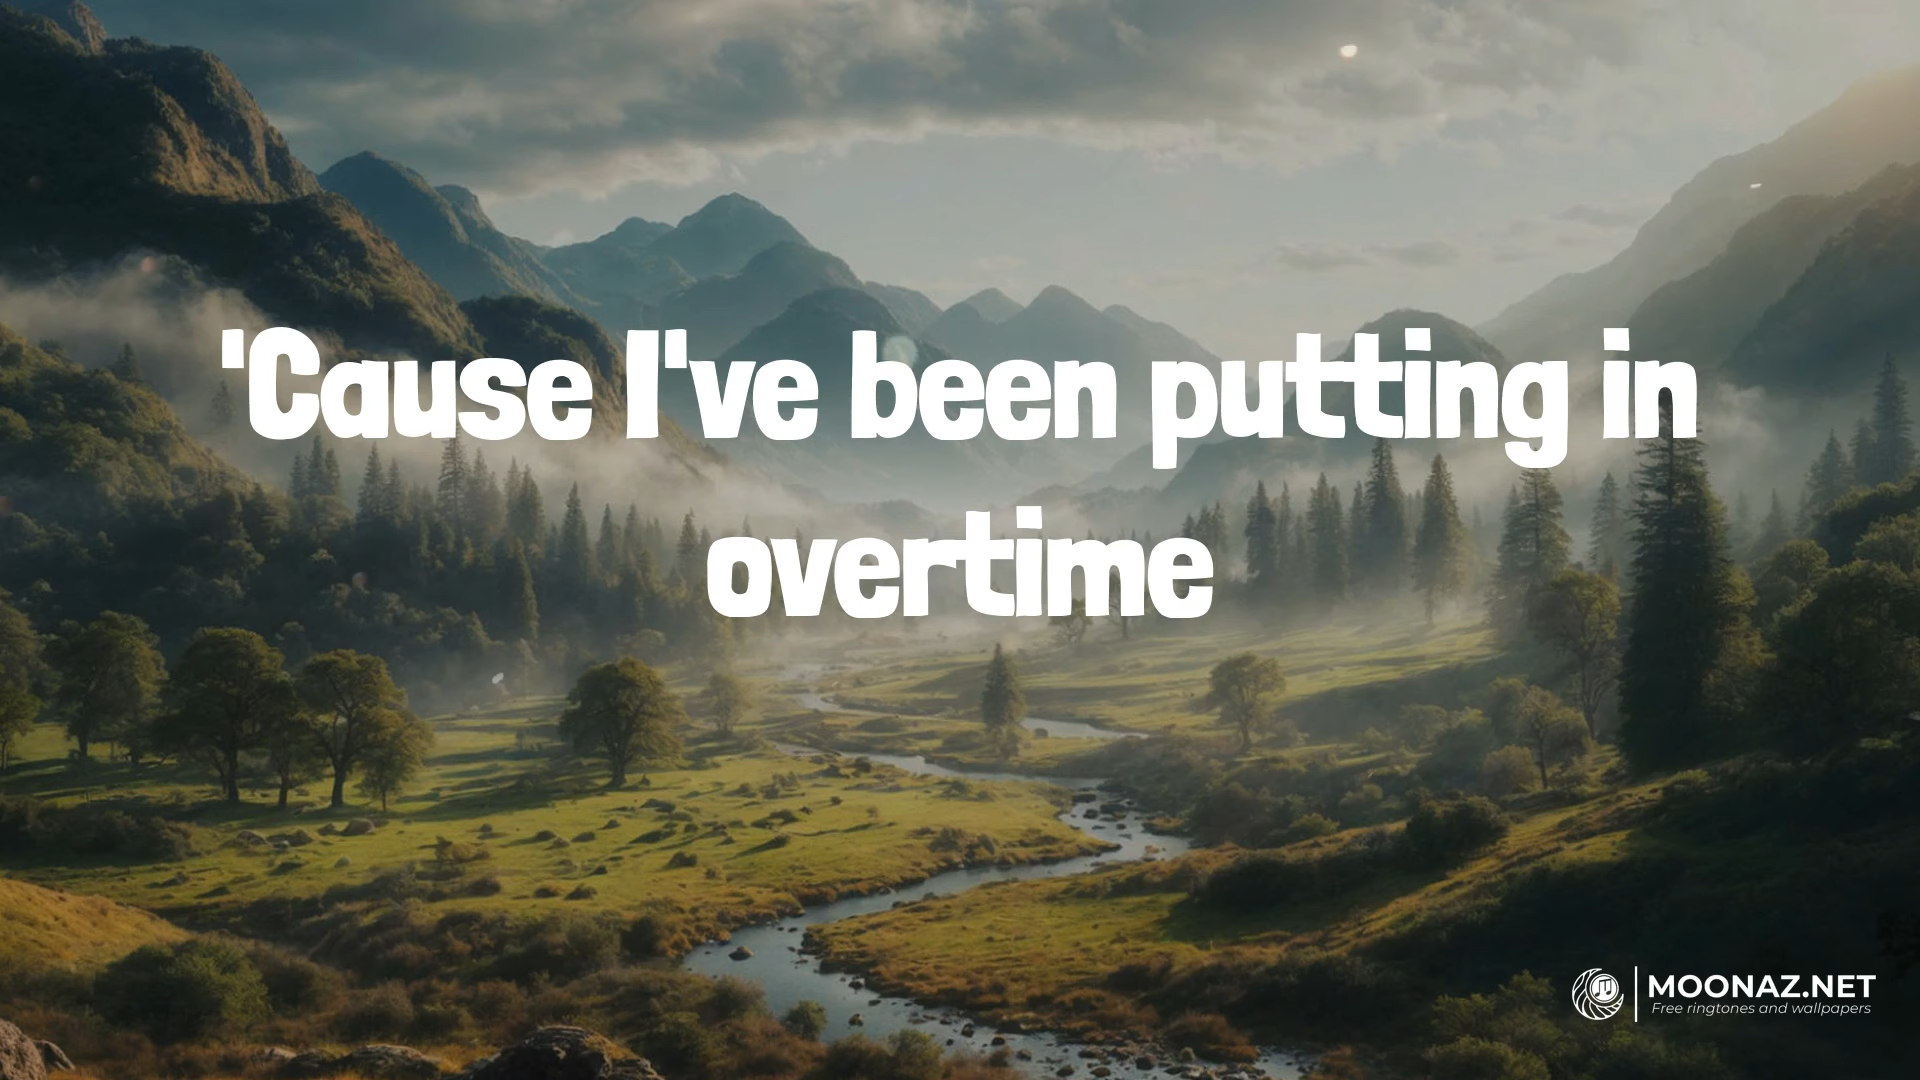 'Cause I've been putting in
overtime
MOONAZ.NET
Free ringtones and wallpapers